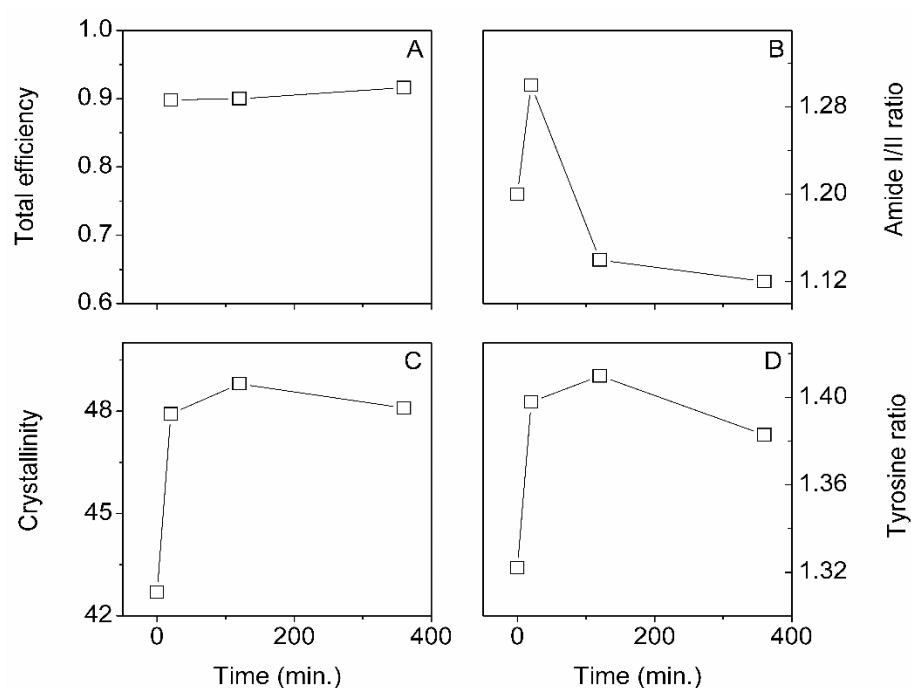 A
1.0
0.9
0.8
0.7
0.6
Total efficiency
B
1.28
1.20
1.12
Amide I/II ratio
C
48
45
42
Crystallinity
0
200
400
Time (min.)
D
1.40
1.36
1.32
Tyrosine ratio
0
200
400
Time (min.)